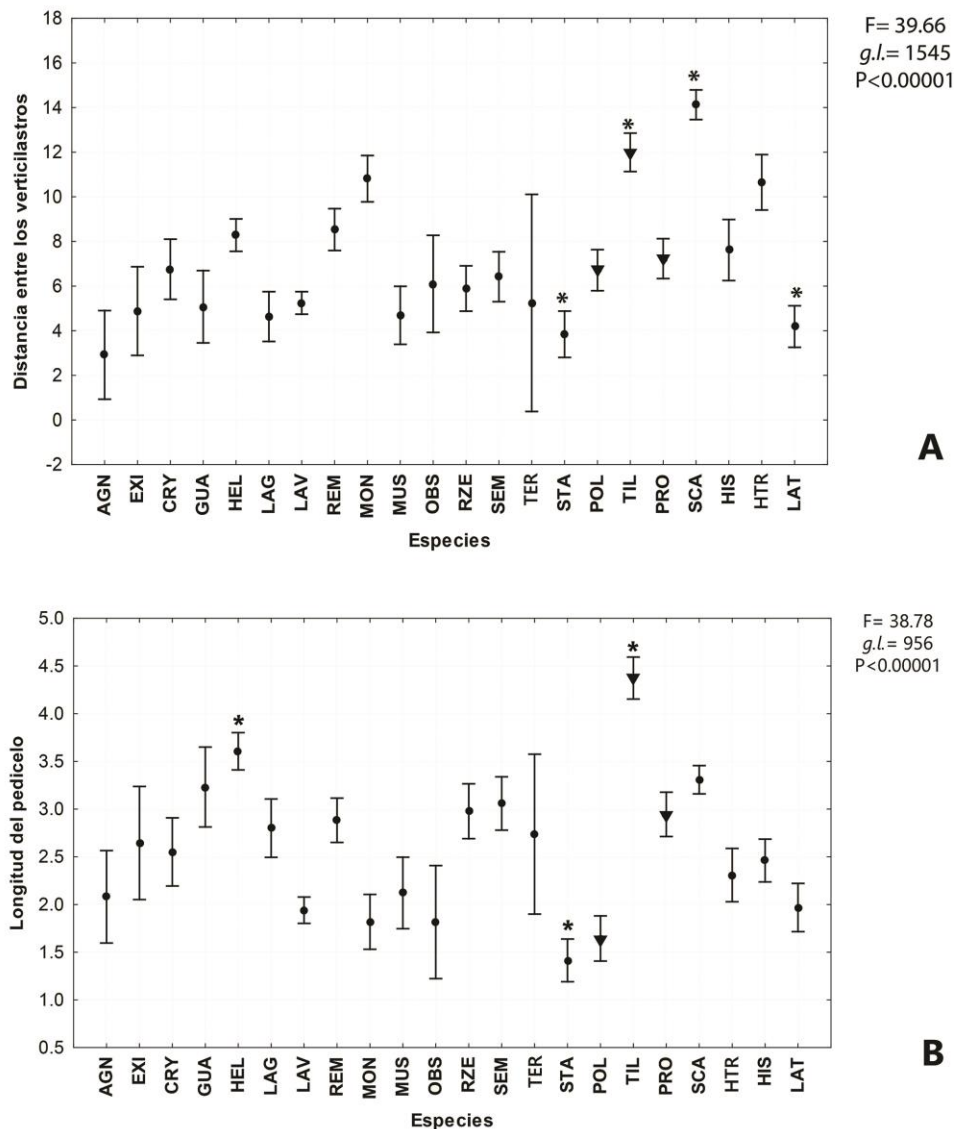 18
16
14
12
10
8
6
4
2
0
-2
Distancia entre los verticilastros
* * * *
AGN EXI CRY GUA HEL LAG LAV REM MON MUS OBS RZE SEM TER STA POL TIL PRO SCA HIS HTR LAT
Especies
F= 39.66
g.l.= 1545
P<0.00001
A
5.0
4.5
4.0
3.5
3.0
2.5
2.0
1.5
1.0
0.5
Longitud del pedicelo
* * *
AGN EXI CRY GUA HEL LAG LAV REM MON MUS OBS RZE SEM TER STA POL TIL PRO SCA HTR HIS LAT
Especies
F= 38.78
g.l.= 956
P<0.00001
B